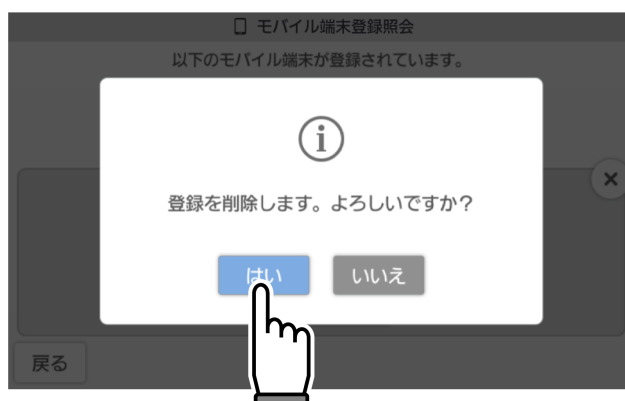 モバイル端末登録照会
以下のモバイル端末が登録されています。
登録を削除します。よろしいですか？
はい
いいえ
戻る